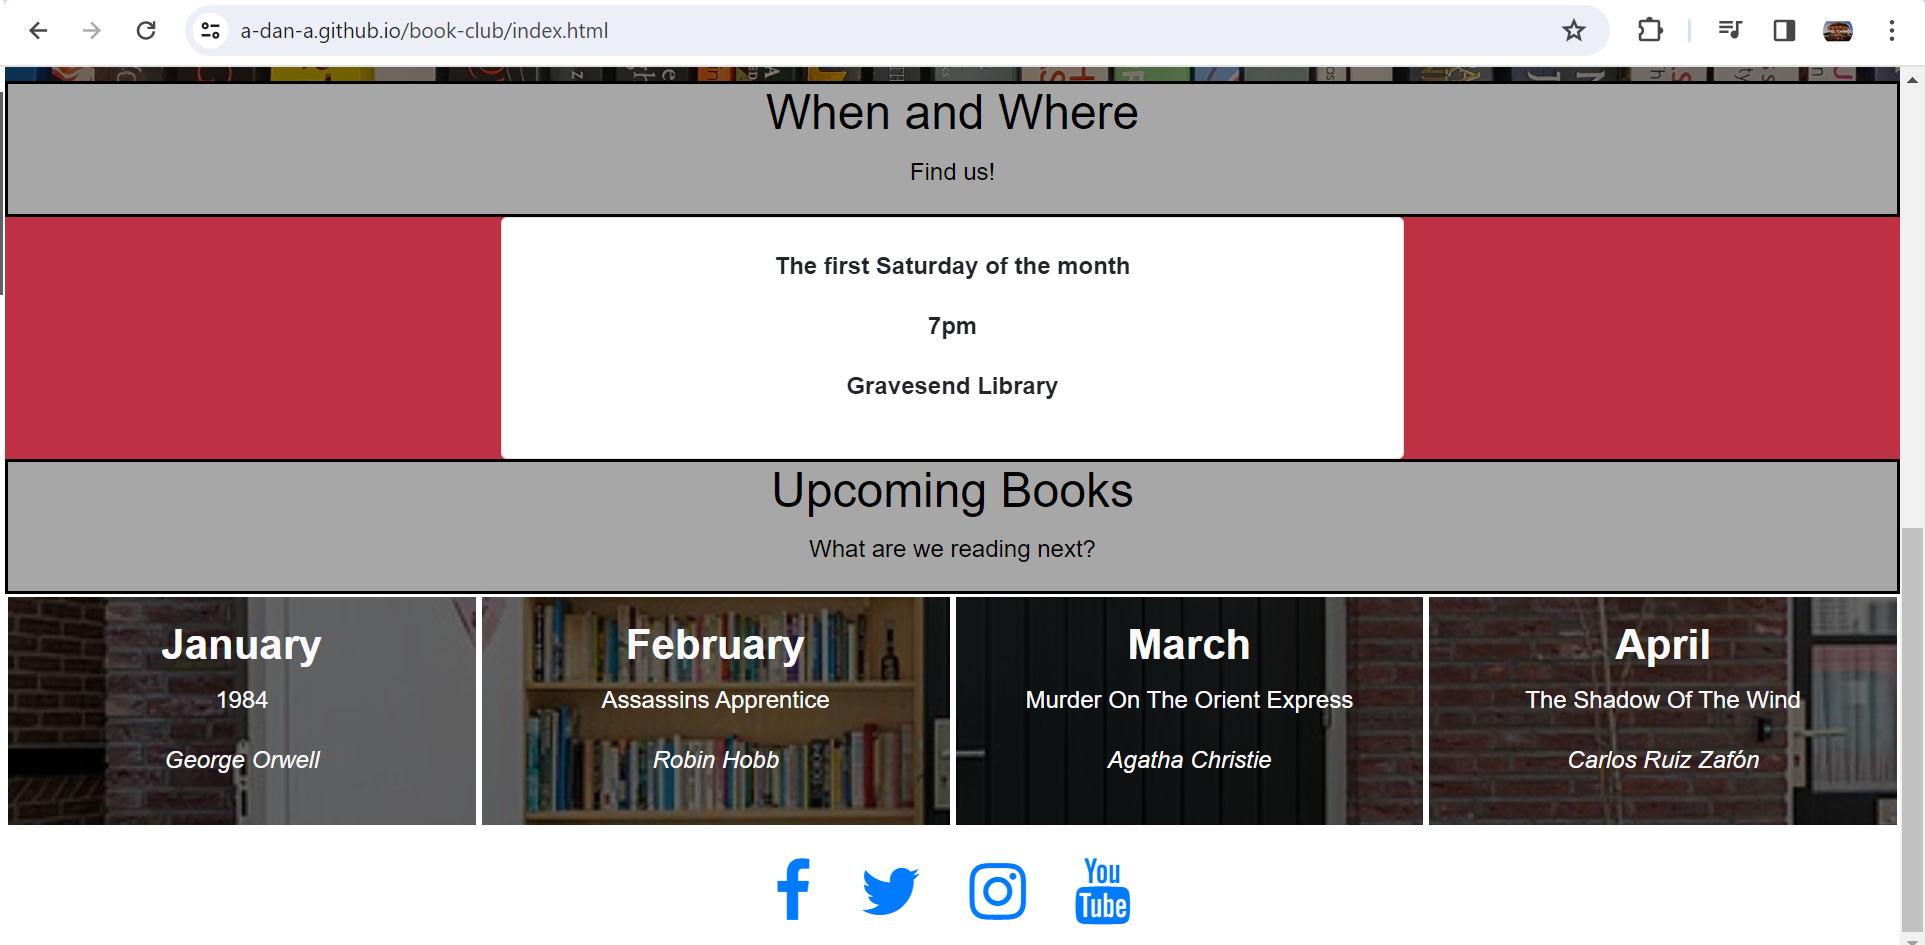 a-dan-a.github.io/book-club/index.html
When and Where
Find us!
The first Saturday of the month
7pm
Gravesend Library
Upcoming Books
What are we reading next?
January
1984
George Orwell
February
Assassins Apprentice
Robin Hobb
March
Murder On The Orient Express
Agatha Christie
April
The Shadow Of The Wind
Carlos Ruiz Zafón
You
Tube